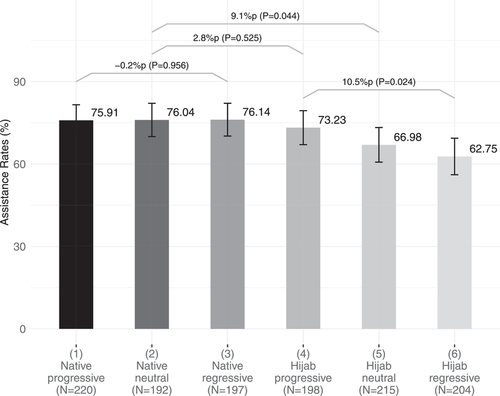 9.1%p (P=0.044)
2.8%p (P=0.525)
−0.2%p (P=0.956)
10.5%p (P=0.024)
90
60
30
0
Assistance Rates (%)
75.91
76.04
76.14
73.23
66.98
62.75
(1)
Native
progressive
(N=220)
(2)
Native
neutral
(N=192)
(3)
Native
regressive
(N=197)
(4)
Hijab
progressive
(N=198)
(5)
Hijab
neutral
(N=215)
(6)
Hijab
regressive
(N=204)